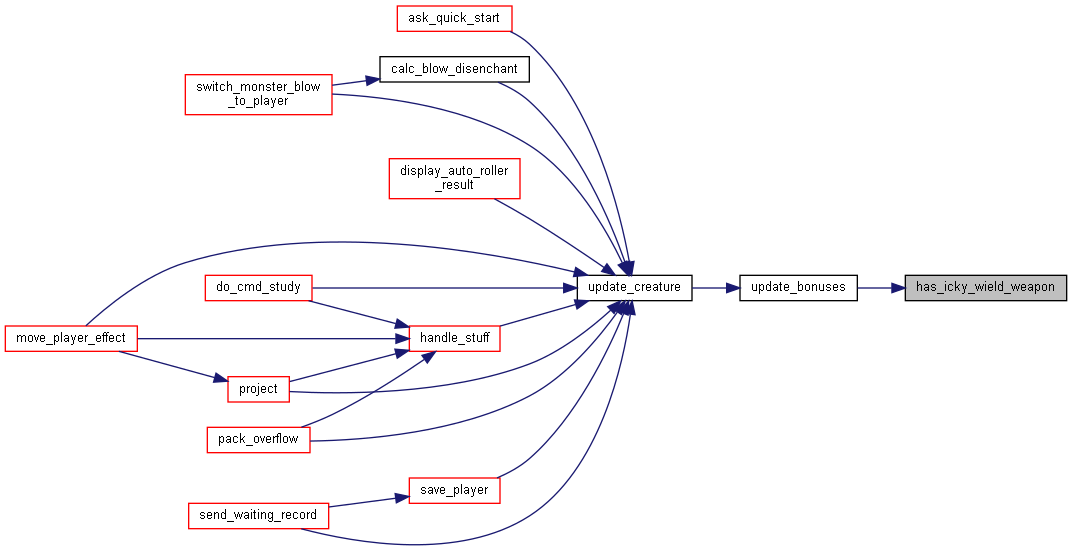 ask_quick_start
calc_blow_disenchant
switch_monster_blow
_to_player
display_auto_roller
_result
do_cmd_study
update_creature
update_bonuses
has_icky_wield_weapon
move_player_effect
handle_stuff
project
pack_overflow
save_player
send_waiting_record